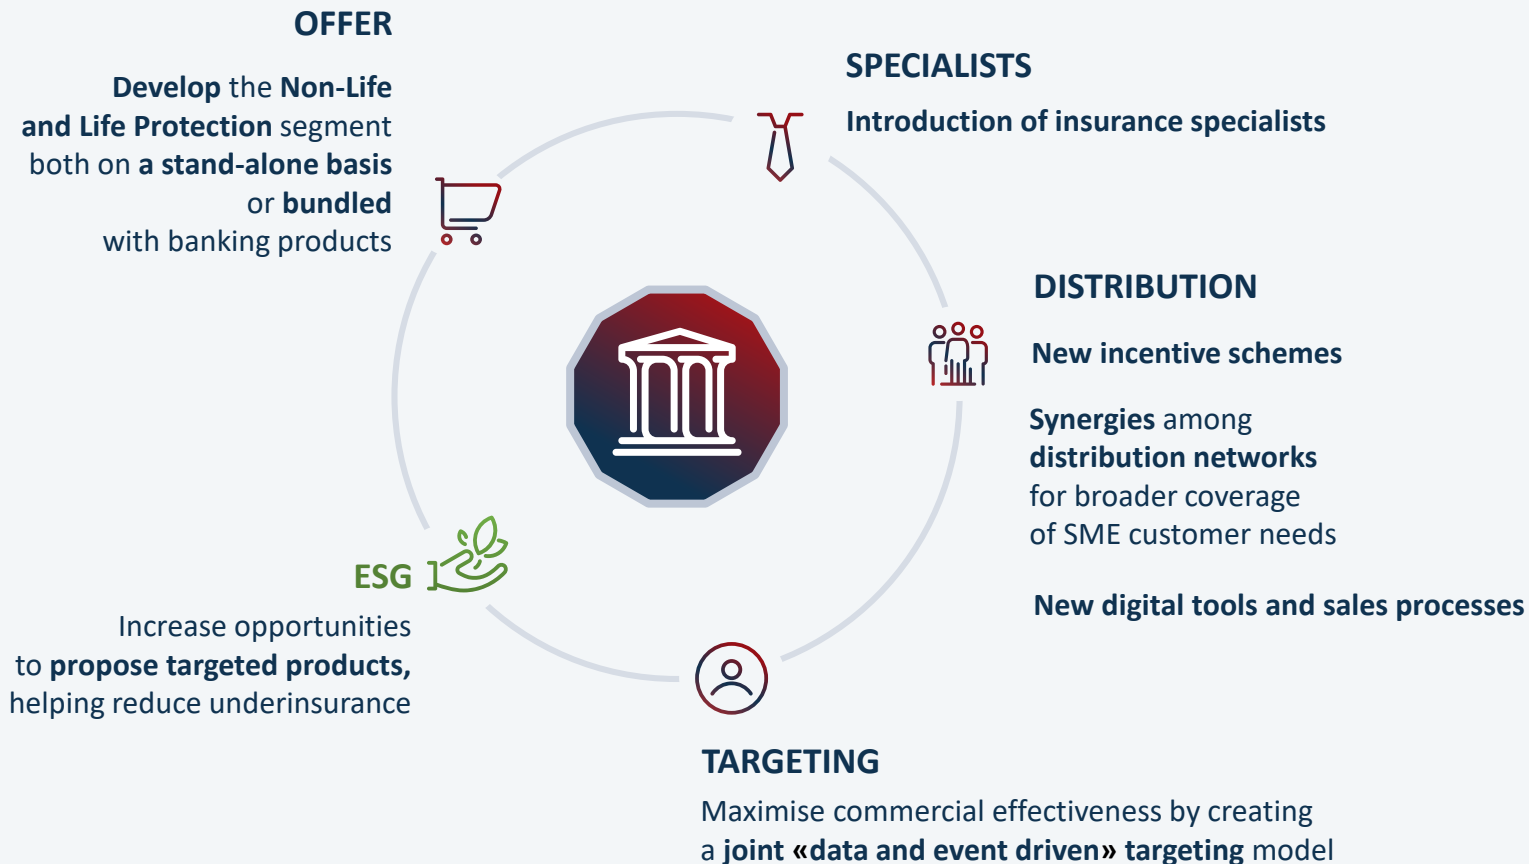 OFFER
Develop the Non-Life
and Life Protection segment
both on a stand-alone basis
or bundled
with banking products
SPECIALISTS
Introduction of insurance specialists
DISTRIBUTION
New incentive schemes
Synergies among
distribution networks
for broader coverage
of SME customer needs
New digital tools and sales processes
ESG
Increase opportunities
to propose targeted products,
helping reduce underinsurance
TARGETING
Maximise commercial effectiveness by creating
a joint «data and event driven» targeting model